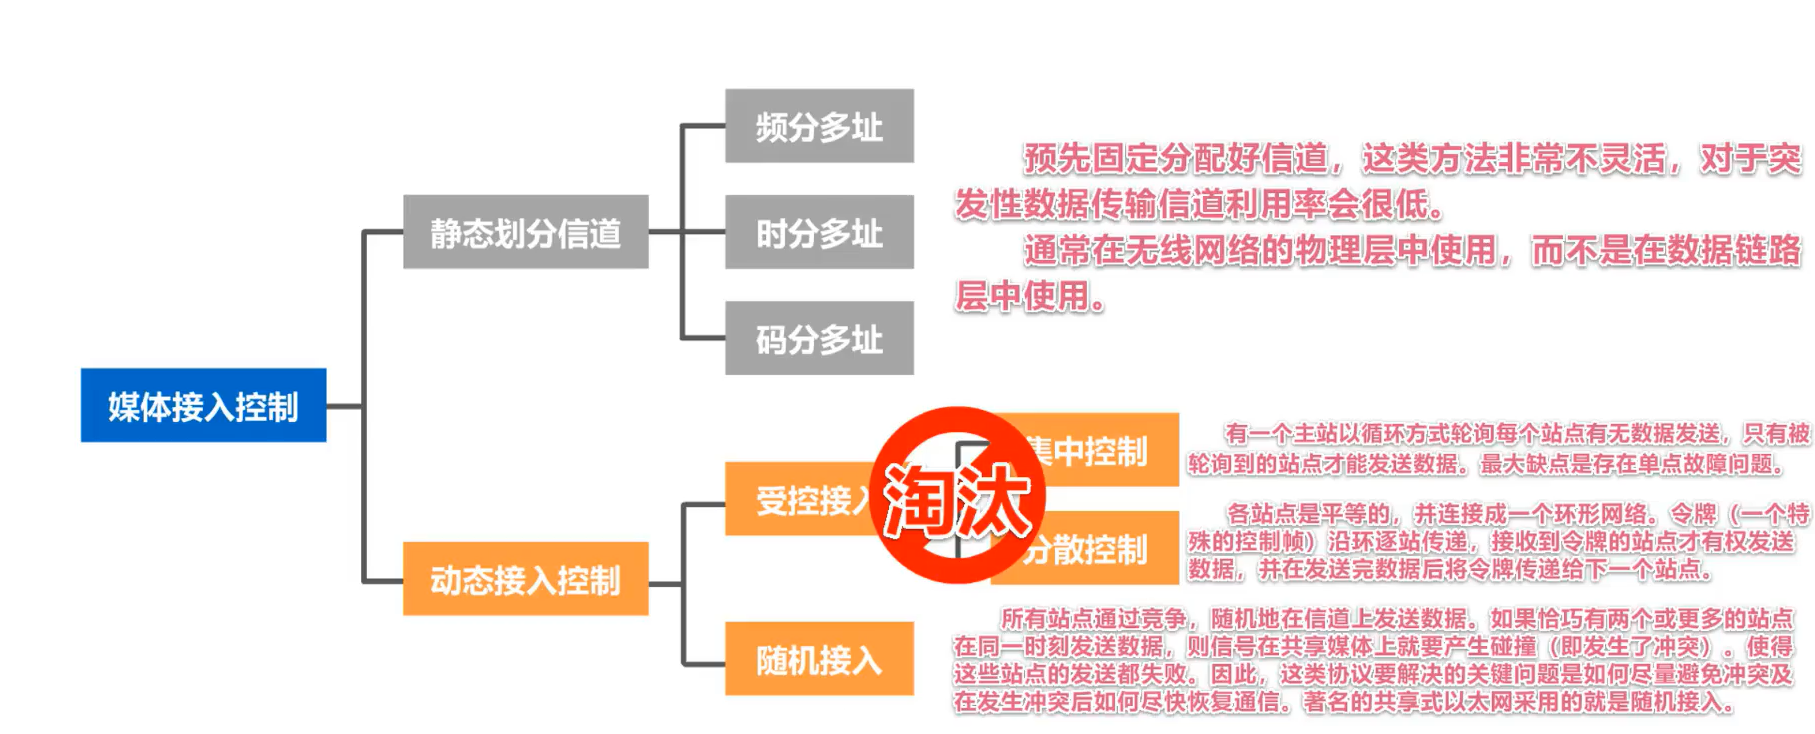 频分多址
预先固定分配好信道，这类方法非常不灵活，对于突
发性数据传输信道利用率会很低。
静态划分信道
时分多址
通常在无线网络的物理层中使用，而不是在数据链路
层中使用。
码分多址
媒体接入控制
集中控制
有一个主站以循环方式轮询每个站点有无数据发送，只有被
轮询到的站点才能发送数据。最大缺点是存在单点故障问题。
受控接入
淘汰
分散控制
各站点是平等的，并连接成一个环形网络。令牌（一个特
殊的控制帧）沿环逐站传递，接收到令牌的站点才有权发送
数据，并在发送完数据后将令牌传递给下一个站点。
动态接入控制
随机接入
所有站点通过竞争，随机地在信道上发送数据。如果恰巧有两个或更多的站点
在同一时刻发送数据，则信号在共享媒体上就要产生碰撞（即发生了冲突）。使得
这些站点的发送都失败。因此，这类协议要解决的关键问题是如何尽量避免冲突及
在发生冲突后如何尽快恢复通信。著名的共享式以太网采用的就是随机接入。